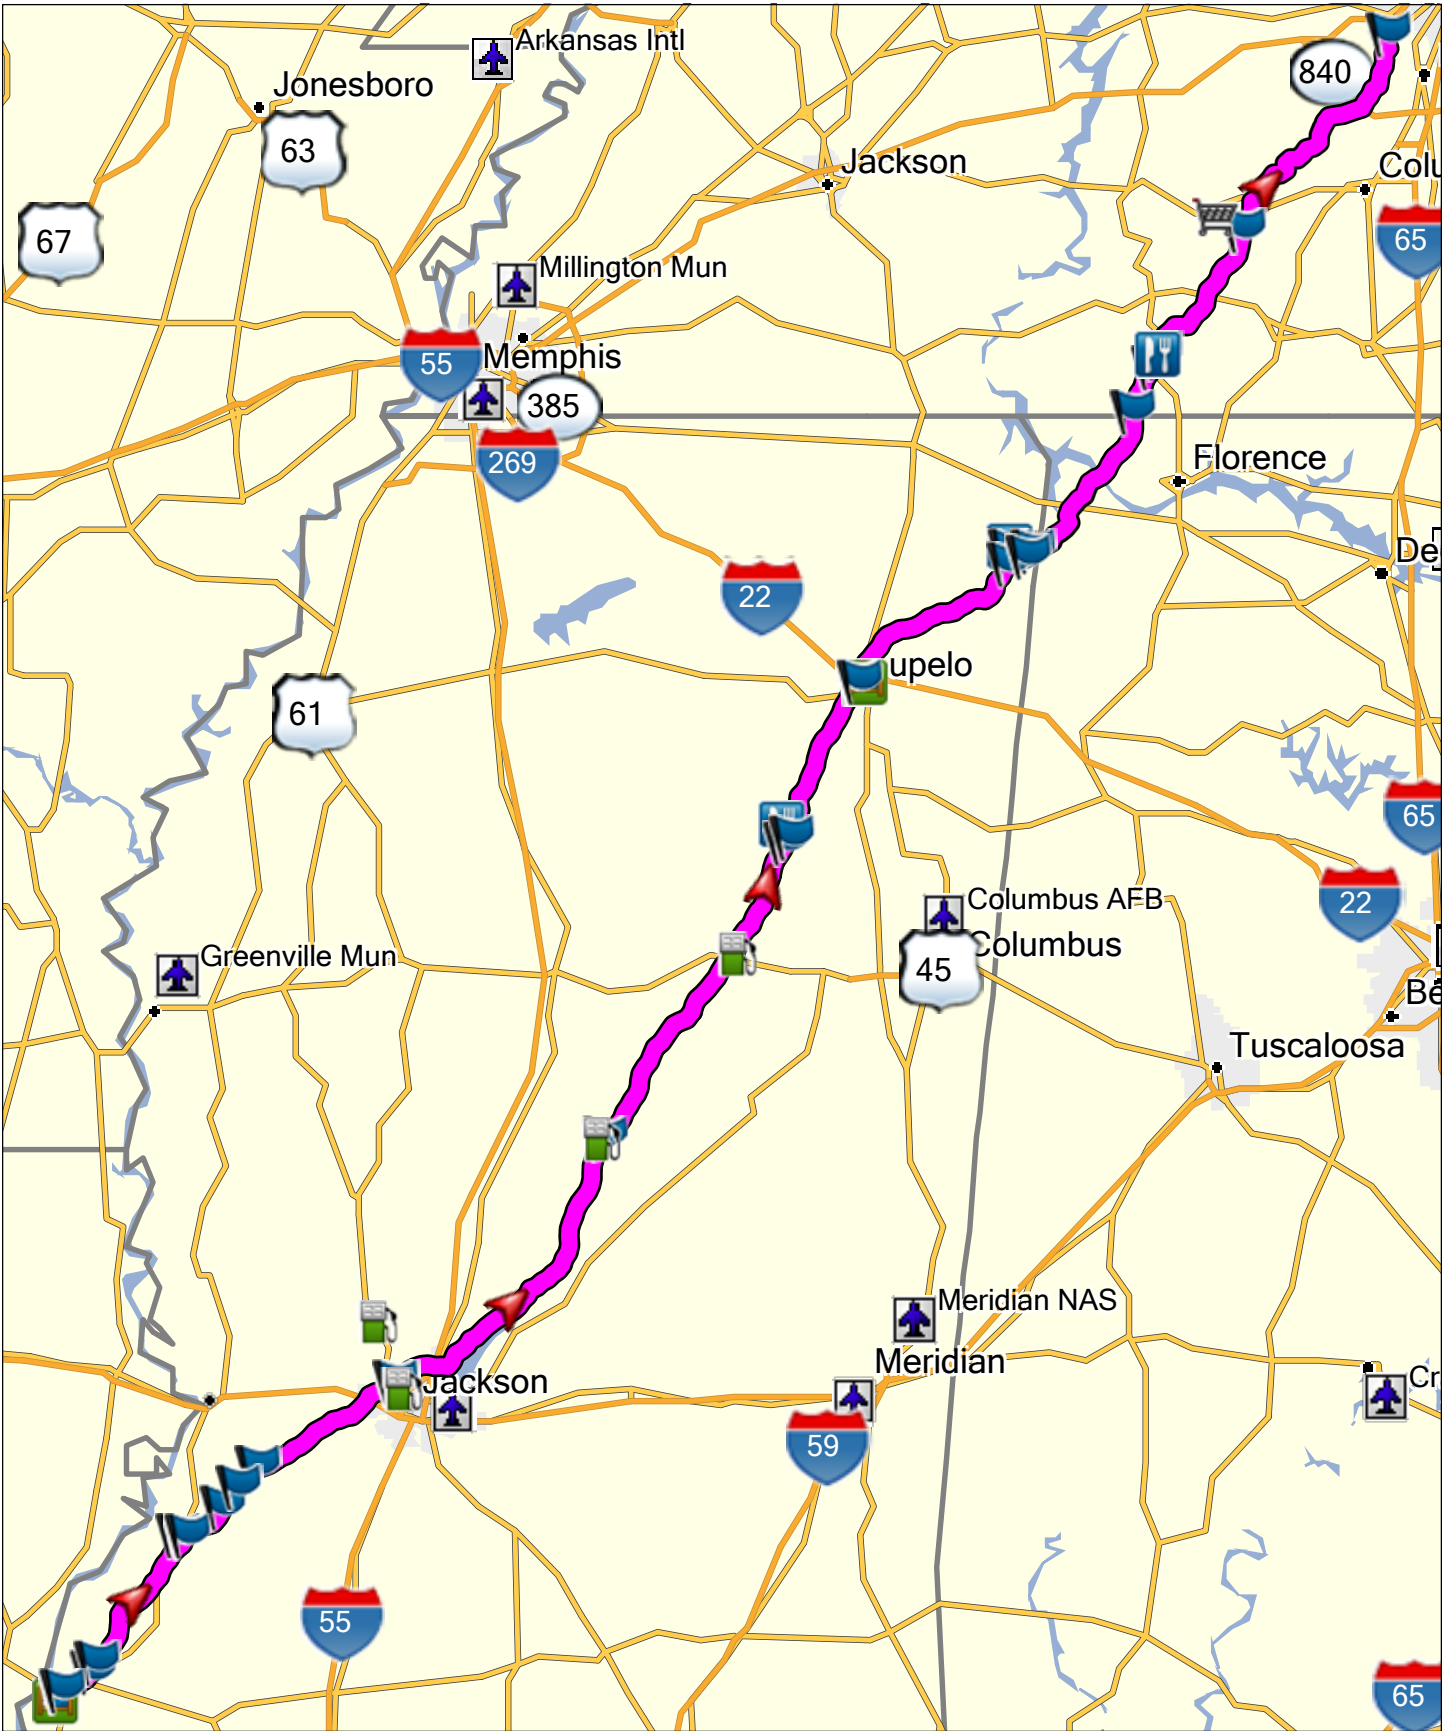 Arkansas Intl
Jonesboro
840
63
Jackson
Colu
67
65
Millington Mun
55
Memphis
385
269
Florence
De
22
upelo
61
65
22
Columbus AFB
Columbus
45
Greenville Mun
Be
Tuscaloosa
Meridian NAS
Meridian
Jackson
Cr
59
55
65